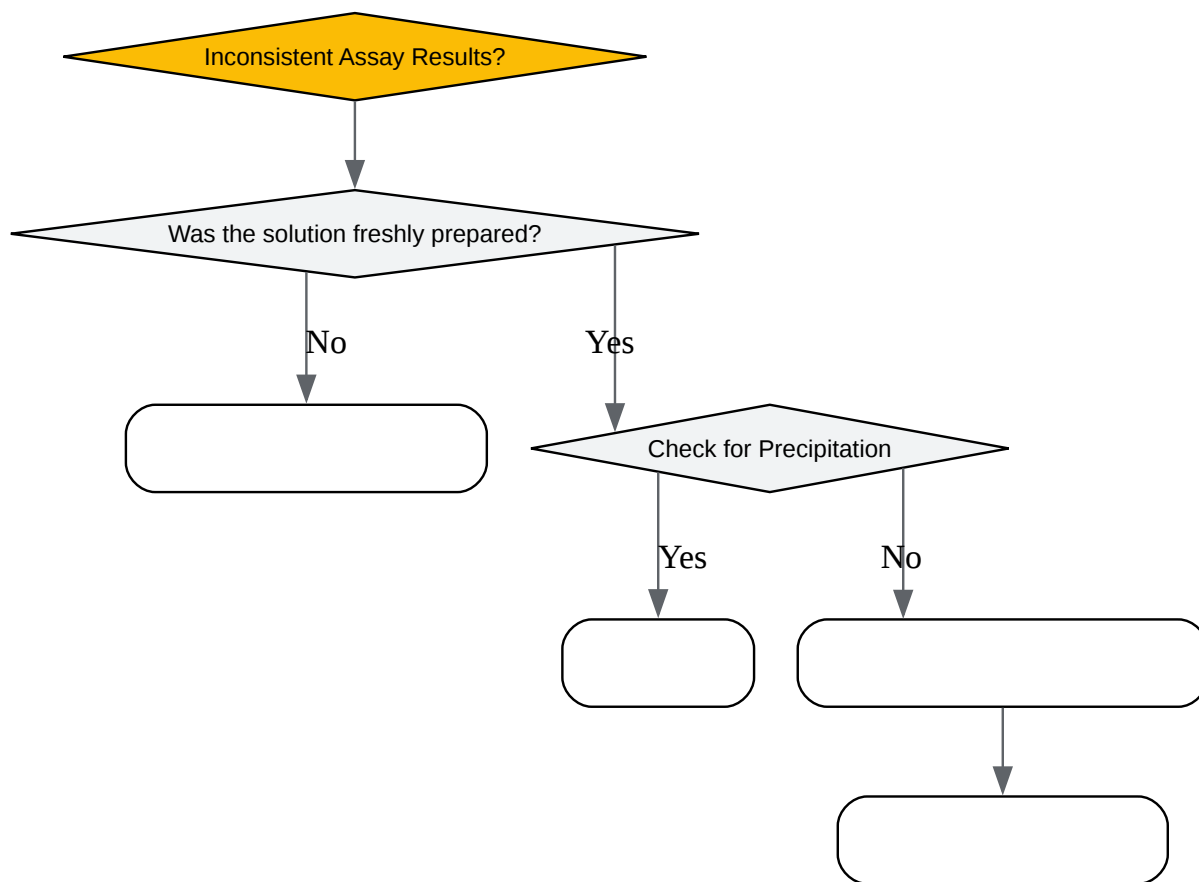 Inconsistent Assay Results?
Was the solution freshly prepared?
No
Yes
Check for Precipitation
Yes
No